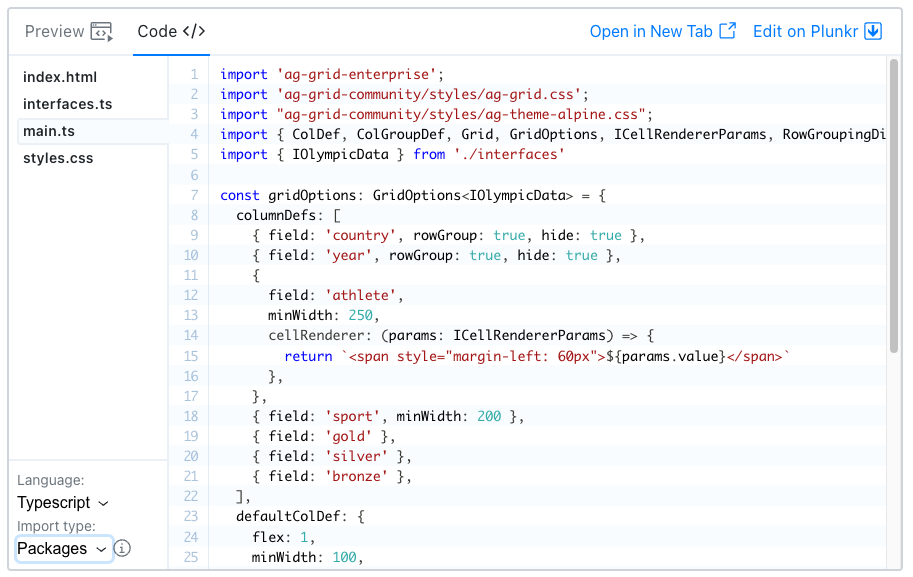 Preview Code </> Open in New Tab Edit on Plunkr
index.html
interfaces.ts
main.ts
styles.css
1 import 'ag-grid-enterprise';
2 import 'ag-grid-community/styles/ag-grid.css';
3 import "ag-grid-community/styles/ag-theme-alpine.css";
4 import { ColDef, ColGroupDef, Grid, GridOptions, ICellRendererParams, RowGroupingDi
5 import { IOlympicData } from './interfaces'
6
7 const gridOptions: GridOptions<IOlympicData> = {
8 columnDefs: [
9 { field: 'country', rowGroup: true, hide: true },
10 { field: 'year', rowGroup: true, hide: true },
11 {
12 field: 'athlete',
13 minWidth: 250,
14 cellRenderer: (params: ICellRendererParams) => {
15 return `<span style="margin-left: 60px">${params.value}</span>`
16 },
17 },
18 { field: 'sport', minWidth: 200 },
19 { field: 'gold' },
20 { field: 'silver' },
21 { field: 'bronze' },
22 ],
23 defaultColDef: {
24 flex: 1,
25 minWidth: 100,
Language:
Typescript
Import type:
Packages